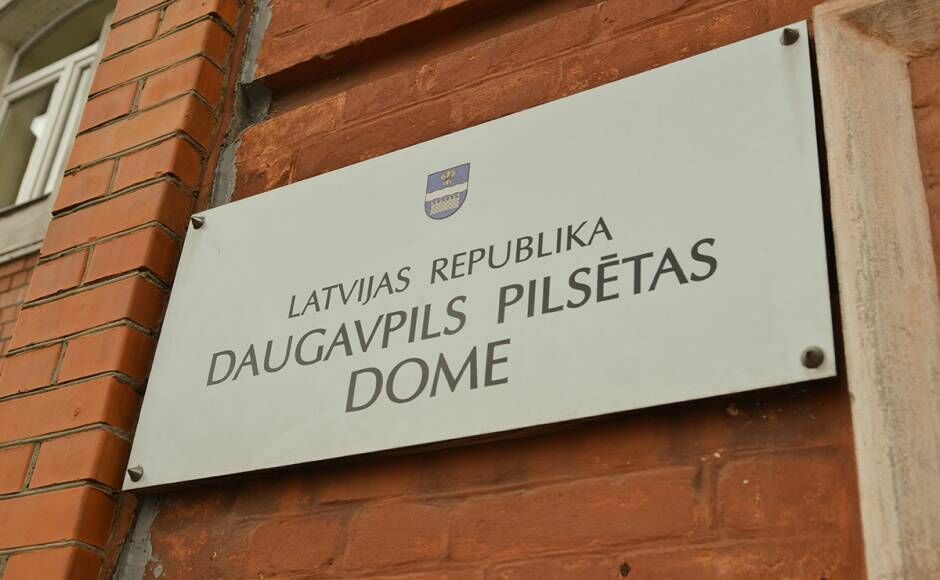 LATVIJAS REPUBLIKA
DAUGAVPILS PILSĒTAS
DOME